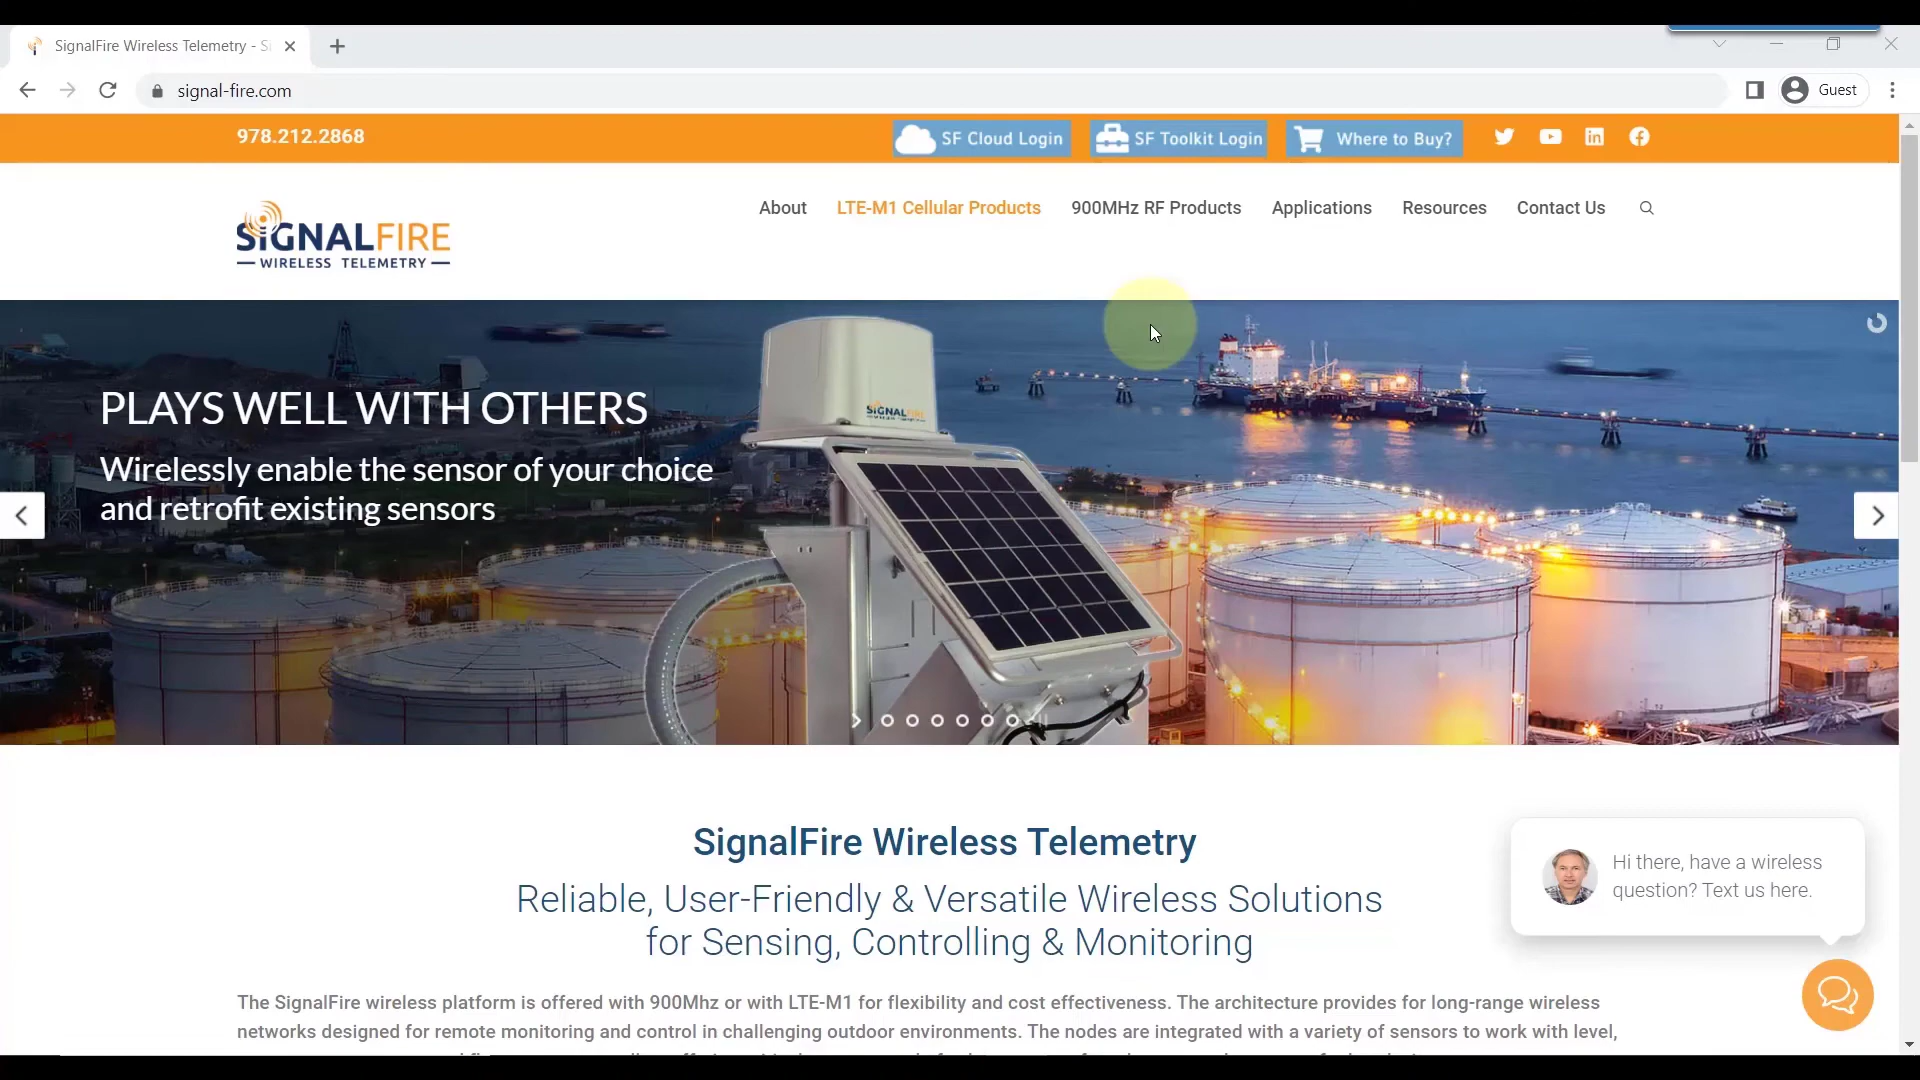 SignalFire Wireless Telemetry - S
signal-fire.com
Guest
978.212.2868
SF Cloud Login
SF Toolkit Login
Where to Buy?
SIGNALFIRE
WIRELESS TELEMETRY
About
LTE-M1 Cellular Products
900MHz RF Products
Applications
Resources
Contact Us
SIGNALFIRE
PLAYS WELL WITH OTHERS
Wirelessly enable the sensor of your choice
and retrofit existing sensors
SignalFire Wireless Telemetry
Reliable, User-Friendly & Versatile Wireless Solutions
for Sensing, Controlling & Monitoring
Hi there, have a wireless
question? Text us here.
The SignalFire wireless platform is offered with 900Mhz or with LTE-M1 for flexibility and cost effectiveness. The architecture provides for long-range wireless
networks designed for remote monitoring and control in challenging outdoor environments. The nodes are integrated with a variety of sensors to work with level,